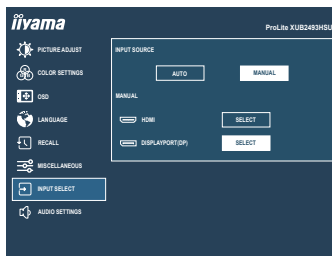 iiyama
ProLite XUB2493HSU
PICTURE ADJUST
COLOR SETTINGS
OSD
LANGUAGE
RECALL
MISCELLANEOUS
INPUT SELECT
AUDIO SETTINGS
INPUT SOURCE
AUTO MANUAL
MANUAL
HDMI SELECT
DISPLAYPORT(DP) SELECT